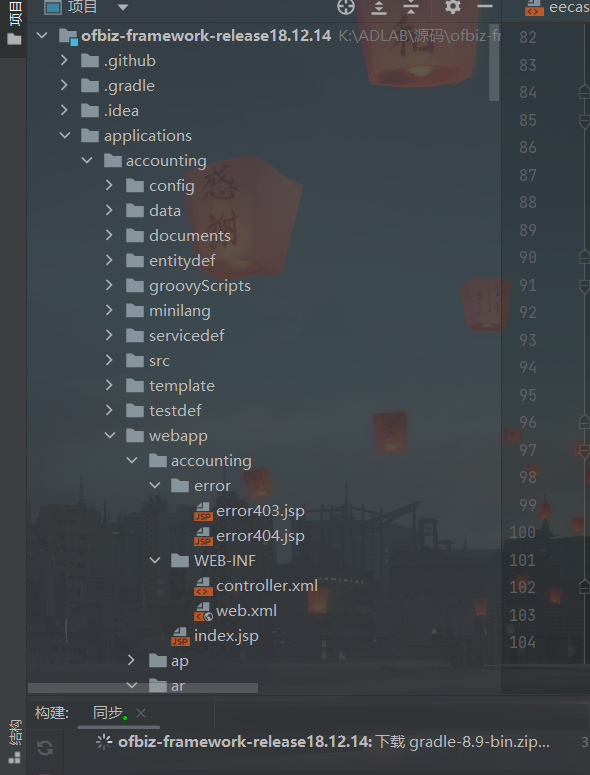 项目
项目
eecas
ofbiz-framework-release18.12.14 K:\ADLAB\源码\ofbiz-fr
.github
.gradle
.idea
applications
accounting
config
data
documents
entitydef
groovyScripts
minilang
servicedef
src
template
testdef
webapp
accounting
error
error403.jsp
error404.jsp
WEB-INF
controller.xml
web.xml
index.jsp
ap
ar
82
83
84
85
86
87
88
89
90
91
92
93
94
95
96
97
98
99
100
101
102
103
104
感謝
福
结构
构建: 同步
ofbiz-framework-release18.12.14: 下载 gradle-8.9-bin.zip... 3